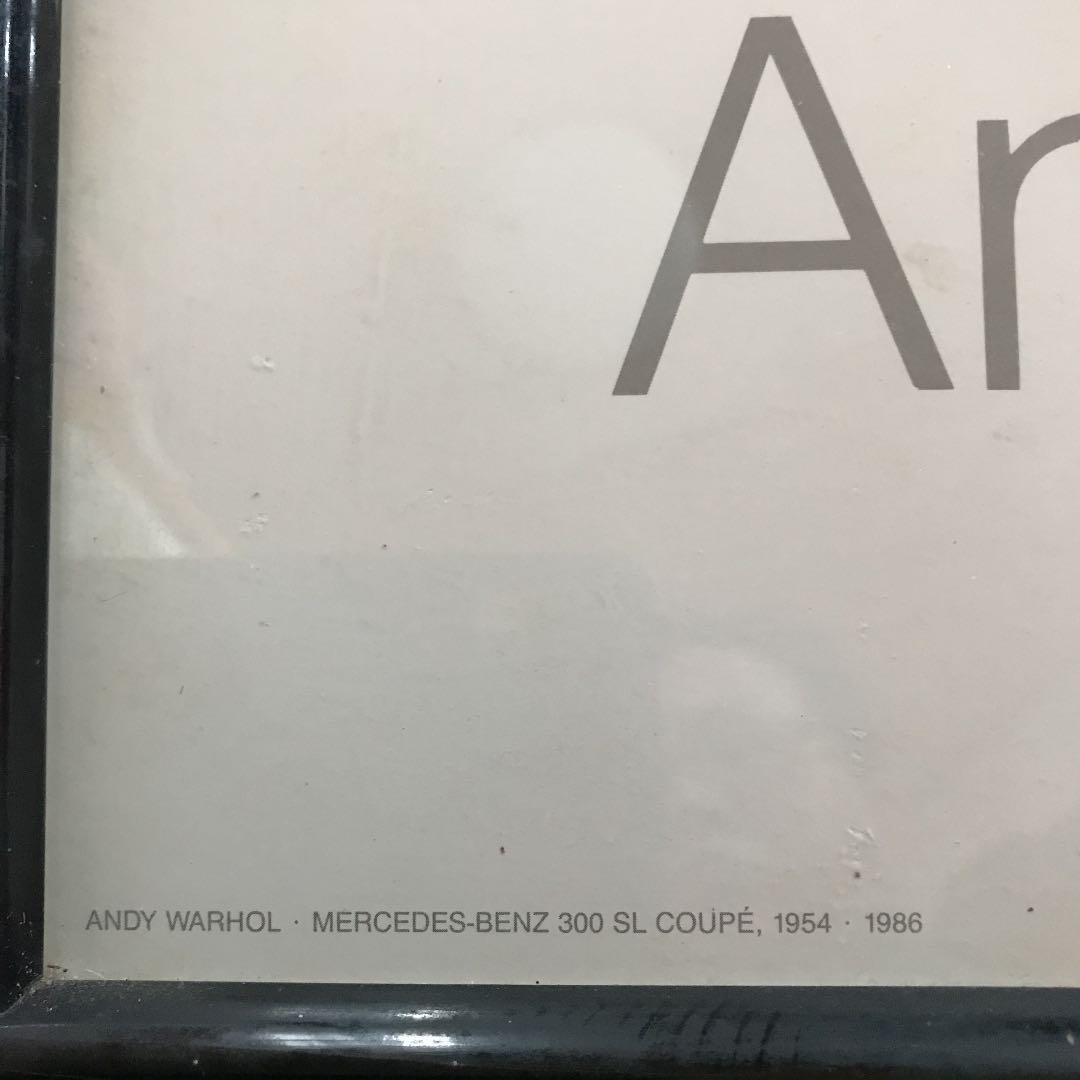 Ar
ANDY WARHOL · MERCEDES-BENZ 300 SL COUPÉ, 1954 · 1986